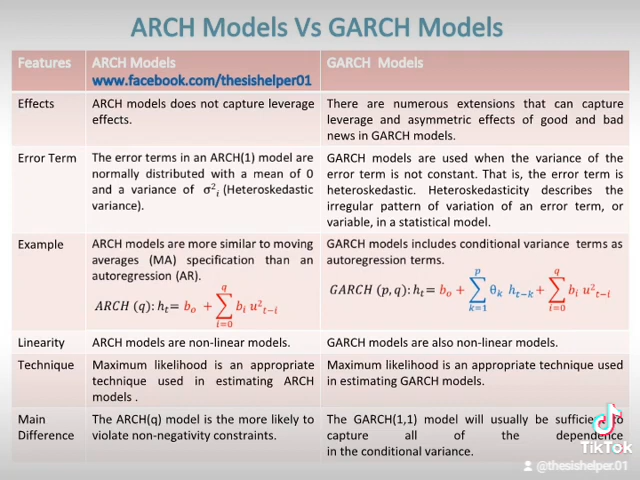 ARCH Models Vs GARCH Models
Features
ARCH Models
www.facebook.com/thesishelper01
GARCH Models
Effects
ARCH models does not capture leverage
effects.
There are numerous extensions that can capture
leverage and asymmetric effects of good and bad
news in GARCH models.
Error Term
The error terms in an ARCH(1) model are
normally distributed with a mean of 0
and a variance of σ²ᵢ (Heteroskedastic
variance).
GARCH models are used when the variance of the
error term is not constant. That is, the error term is
heteroskedastic. Heteroskedasticity describes the
irregular pattern of variation of an error term, or
variable, in a statistical model.
Example
ARCH models are more similar to moving
averages (MA) specification than an
autoregression (AR).
ARCH (q): hₜ= bₒ + ∑_{i=0}^{q} bᵢ u²ₜ₋ᵢ
GARCH models includes conditional variance terms as
autoregression terms.
GARCH (p, q): hₜ= bₒ + ∑_{k=1}^{p} θₖ hₜ₋ₖ + ∑_{i=0}^{q} bᵢ u²ₜ₋ᵢ
Linearity
ARCH models are non-linear models.
GARCH models are also non-linear models.
Technique
Maximum likelihood is an appropriate
technique used in estimating ARCH
models .
Maximum likelihood is an appropriate technique used
in estimating GARCH models.
Main
Difference
The ARCH(q) model is the more likely to
violate non-negativity constraints.
The GARCH(1,1) model will usually be sufficient to
capture all of the dependence
in the conditional variance.
TikTok
@thesishelper.01